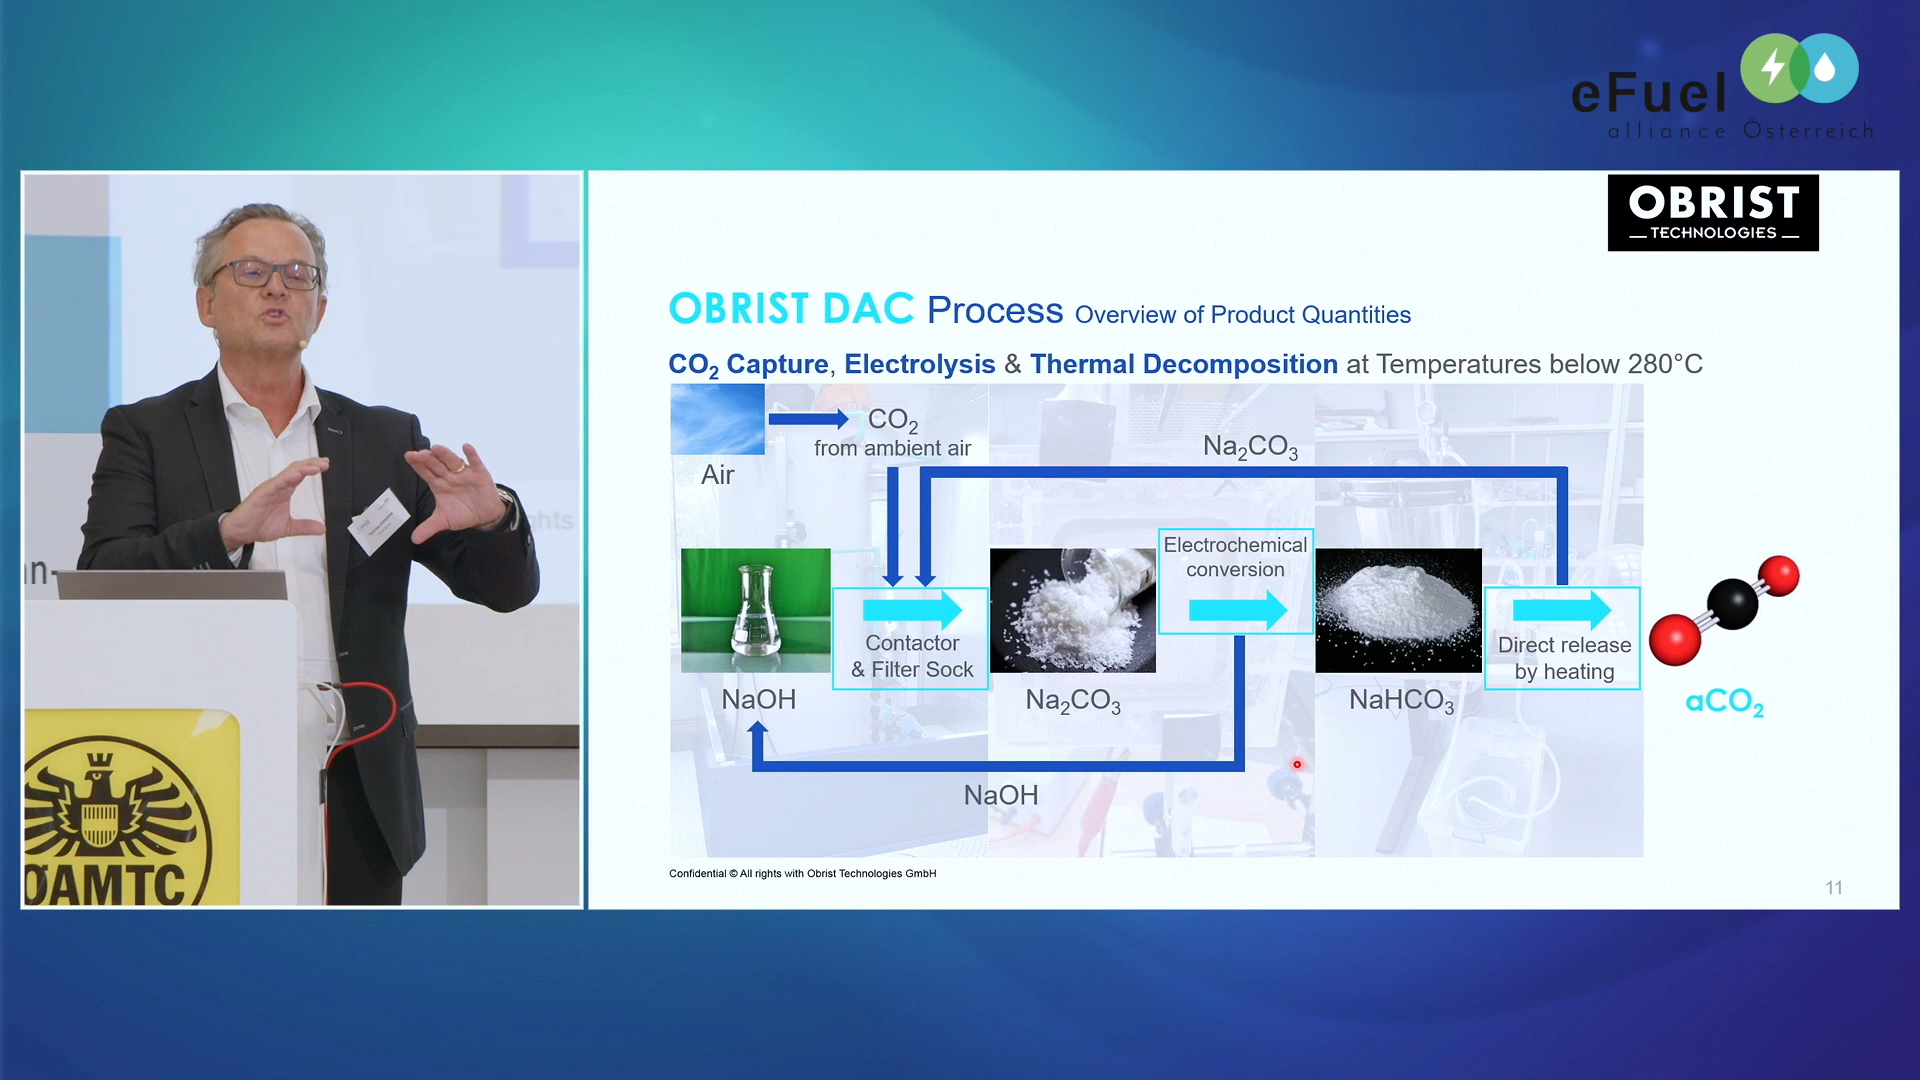 eFuel
alliance Österreich
OBRIST
TECHNOLOGIES
OBRIST DAC Process Overview of Product Quantities
CO₂ Capture, Electrolysis & Thermal Decomposition at Temperatures below 280°C
Air
CO₂
from ambient air
Na₂CO₃
Electrochemical
conversion
Contactor
& Filter Sock
Direct release
by heating
NaOH
Na₂CO₃
NaHCO₃
aCO₂
NaOH
Confidential © All rights with Obrist Technologies GmbH
11
ghts
n-
ÖAMTC